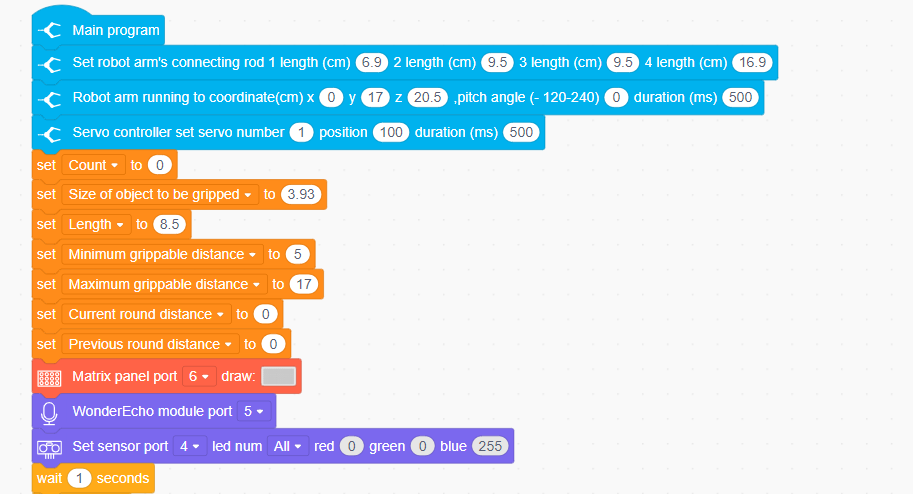 Main program
Set robot arm's connecting rod 1 length (cm) 6.9 2 length (cm) 9.5 3 length (cm) 9.5 4 length (cm) 16.9
Robot arm running to coordinate(cm) x 0 y 17 z 20.5 ,pitch angle (- 120-240) 0 duration (ms) 500
Servo controller set servo number 1 position 100 duration (ms) 500
set Count to 0
set Size of object to be gripped to 3.93
set Length to 8.5
set Minimum grippable distance to 5
set Maximum grippable distance to 17
set Current round distance to 0
set Previous round distance to 0
Matrix panel port 6 draw:
WonderEcho module port 5
Set sensor port 4 led num All red 0 green 0 blue 255
wait 1 seconds